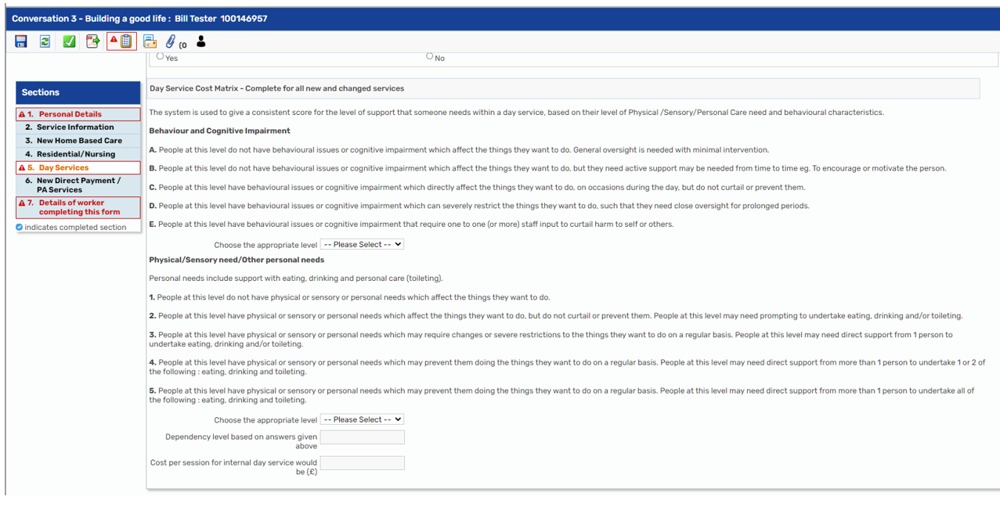 Conversation 3 - Building a good life : Bill Tester 100146957
(0
Yes
No
Sections
1. Personal Details
2. Service Information
3. New Home Based Care
4. Residential/Nursing
5. Day Services
6. New Direct Payment /
PA Services
7. Details of worker
completing this form
indicates completed section
Day Service Cost Matrix - Complete for all new and changed services
The system is used to give a consistent score for the level of support that someone needs within a day service, based on their level of Physical /Sensory/Personal Care need and behavioural characteristics.
Behaviour and Cognitive Impairment
A. People at this level do not have behavioural issues or cognitive impairment which affect the things they want to do. General oversight is needed with minimal intervention.
B. People at this level do not have behavioural issues or cognitive impairment which affect the things they want to do, but they need active support may be needed from time to time eg. To encourage or motivate the person.
C. People at this level have behavioural issues or cognitive impairment which directly affect the things they want to do, on occasions during the day, but do not curtail or prevent them.
D. People at this level have behavioural issues or cognitive impairment which can severely restrict the things they want to do, such that they need close oversight for prolonged periods.
E. People at this level have behavioural issues or cognitive impairment that require one to one (or more) staff input to curtail harm to self or others.
Choose the appropriate level -- Please Select --
Physical/Sensory need/Other personal needs
Personal needs include support with eating, drinking and personal care (toileting).
1. People at this level do not have physical or sensory or personal needs which affect the things they want to do.
2. People at this level have physical or sensory or personal needs which affect the things they want to do, but do not curtail or prevent them. People at this level may need prompting to undertake eating, drinking and/or toileting.
3. People at this level have physical or sensory or personal needs which may require changes or severe restrictions to the things they want to do on a regular basis. People at this level may need direct support from 1 person to
undertake eating, drinking and/or toileting.
4. People at this level have physical or sensory or personal needs which may prevent them doing the things they want to do on a regular basis. People at this level may need direct support from more than 1 person to undertake 1 or 2 of
the following : eating, drinking and toileting.
5. People at this level have physical or sensory or personal needs which may prevent them doing the things they want to do on a regular basis. People at this level may need direct support from more than 1 person to undertake all of
the following : eating, drinking and toileting.
Choose the appropriate level -- Please Select --
Dependency level based on answers given
above
Cost per session for internal day service would
be (£)